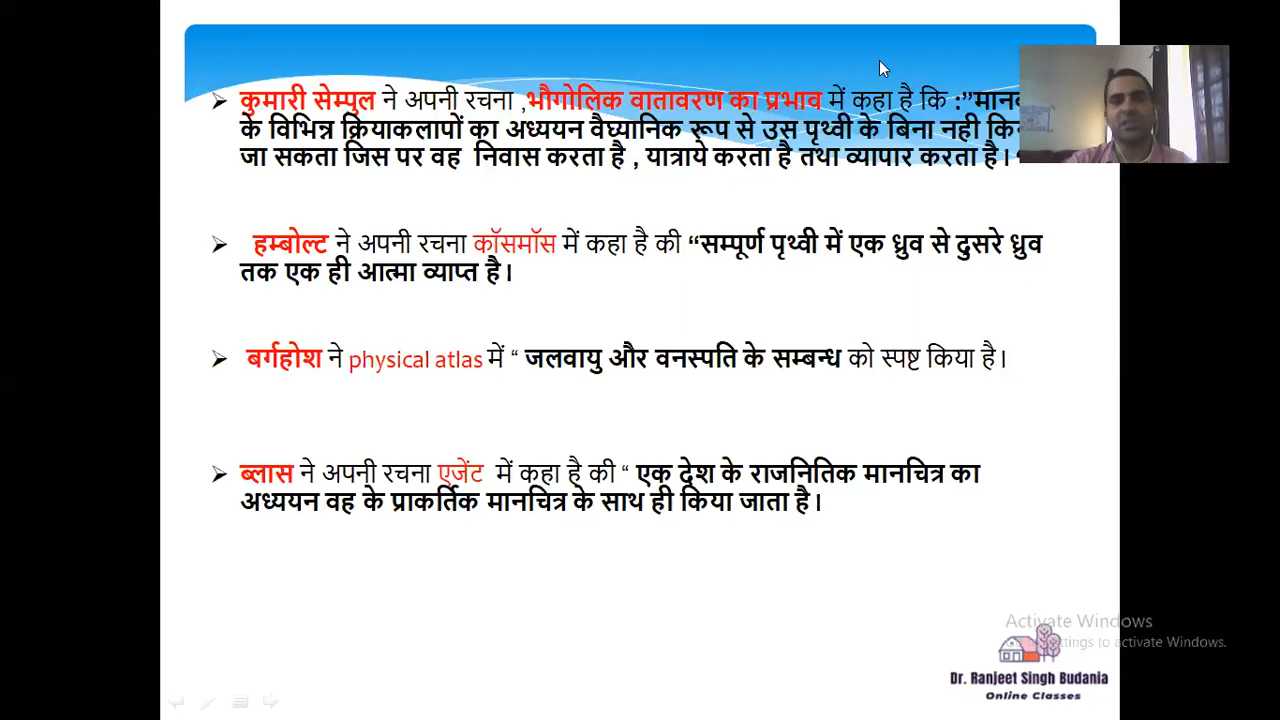 कुमारी सेम्पुल ने अपनी रचना ,भौगोलिक वातावरण का प्रभाव में कहा है कि :”मानव
के विभिन्न क्रियाकलापों का अध्ययन वैघ्यानिक रूप से उस पृथ्वी के बिना नही
जा सकता जिस पर वह निवास करता है , यात्राये करता है तथा व्यापार करता है।
हम्बोल्ट ने अपनी रचना कॉसमॉस में कहा है की “सम्पूर्ण पृथ्वी में एक ध्रुव से दुसरे ध्रुव
तक एक ही आत्मा व्याप्त है।
बर्गहोश ने physical atlas में “ जलवायु और वनस्पति के सम्बन्ध को स्पष्ट किया है।
ब्लास ने अपनी रचना एजेंट में कहा है की “ एक देश के राजनितिक मानचित्र का
अध्ययन वह के प्राकर्तिक मानचित्र के साथ ही किया जाता है।
Activate Windows
to activate Windows.
Dr. Ranjeet Singh Budania
Online Classes